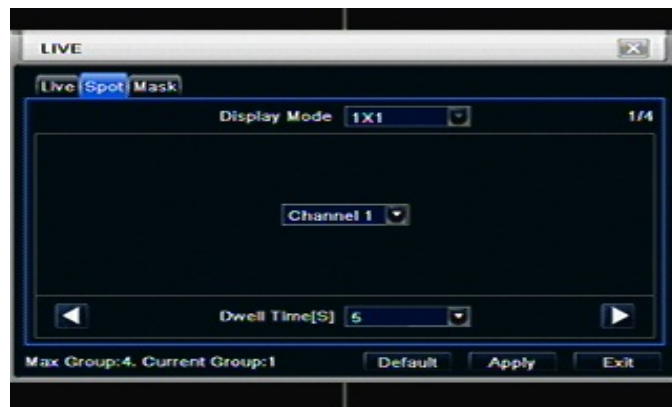 LIVE
Live Spot Mask
Display Mode 1X1 1/4
Channel 1
Dwell Time[S] 5
Max Group:4. Current Group:1 Default Apply Exit